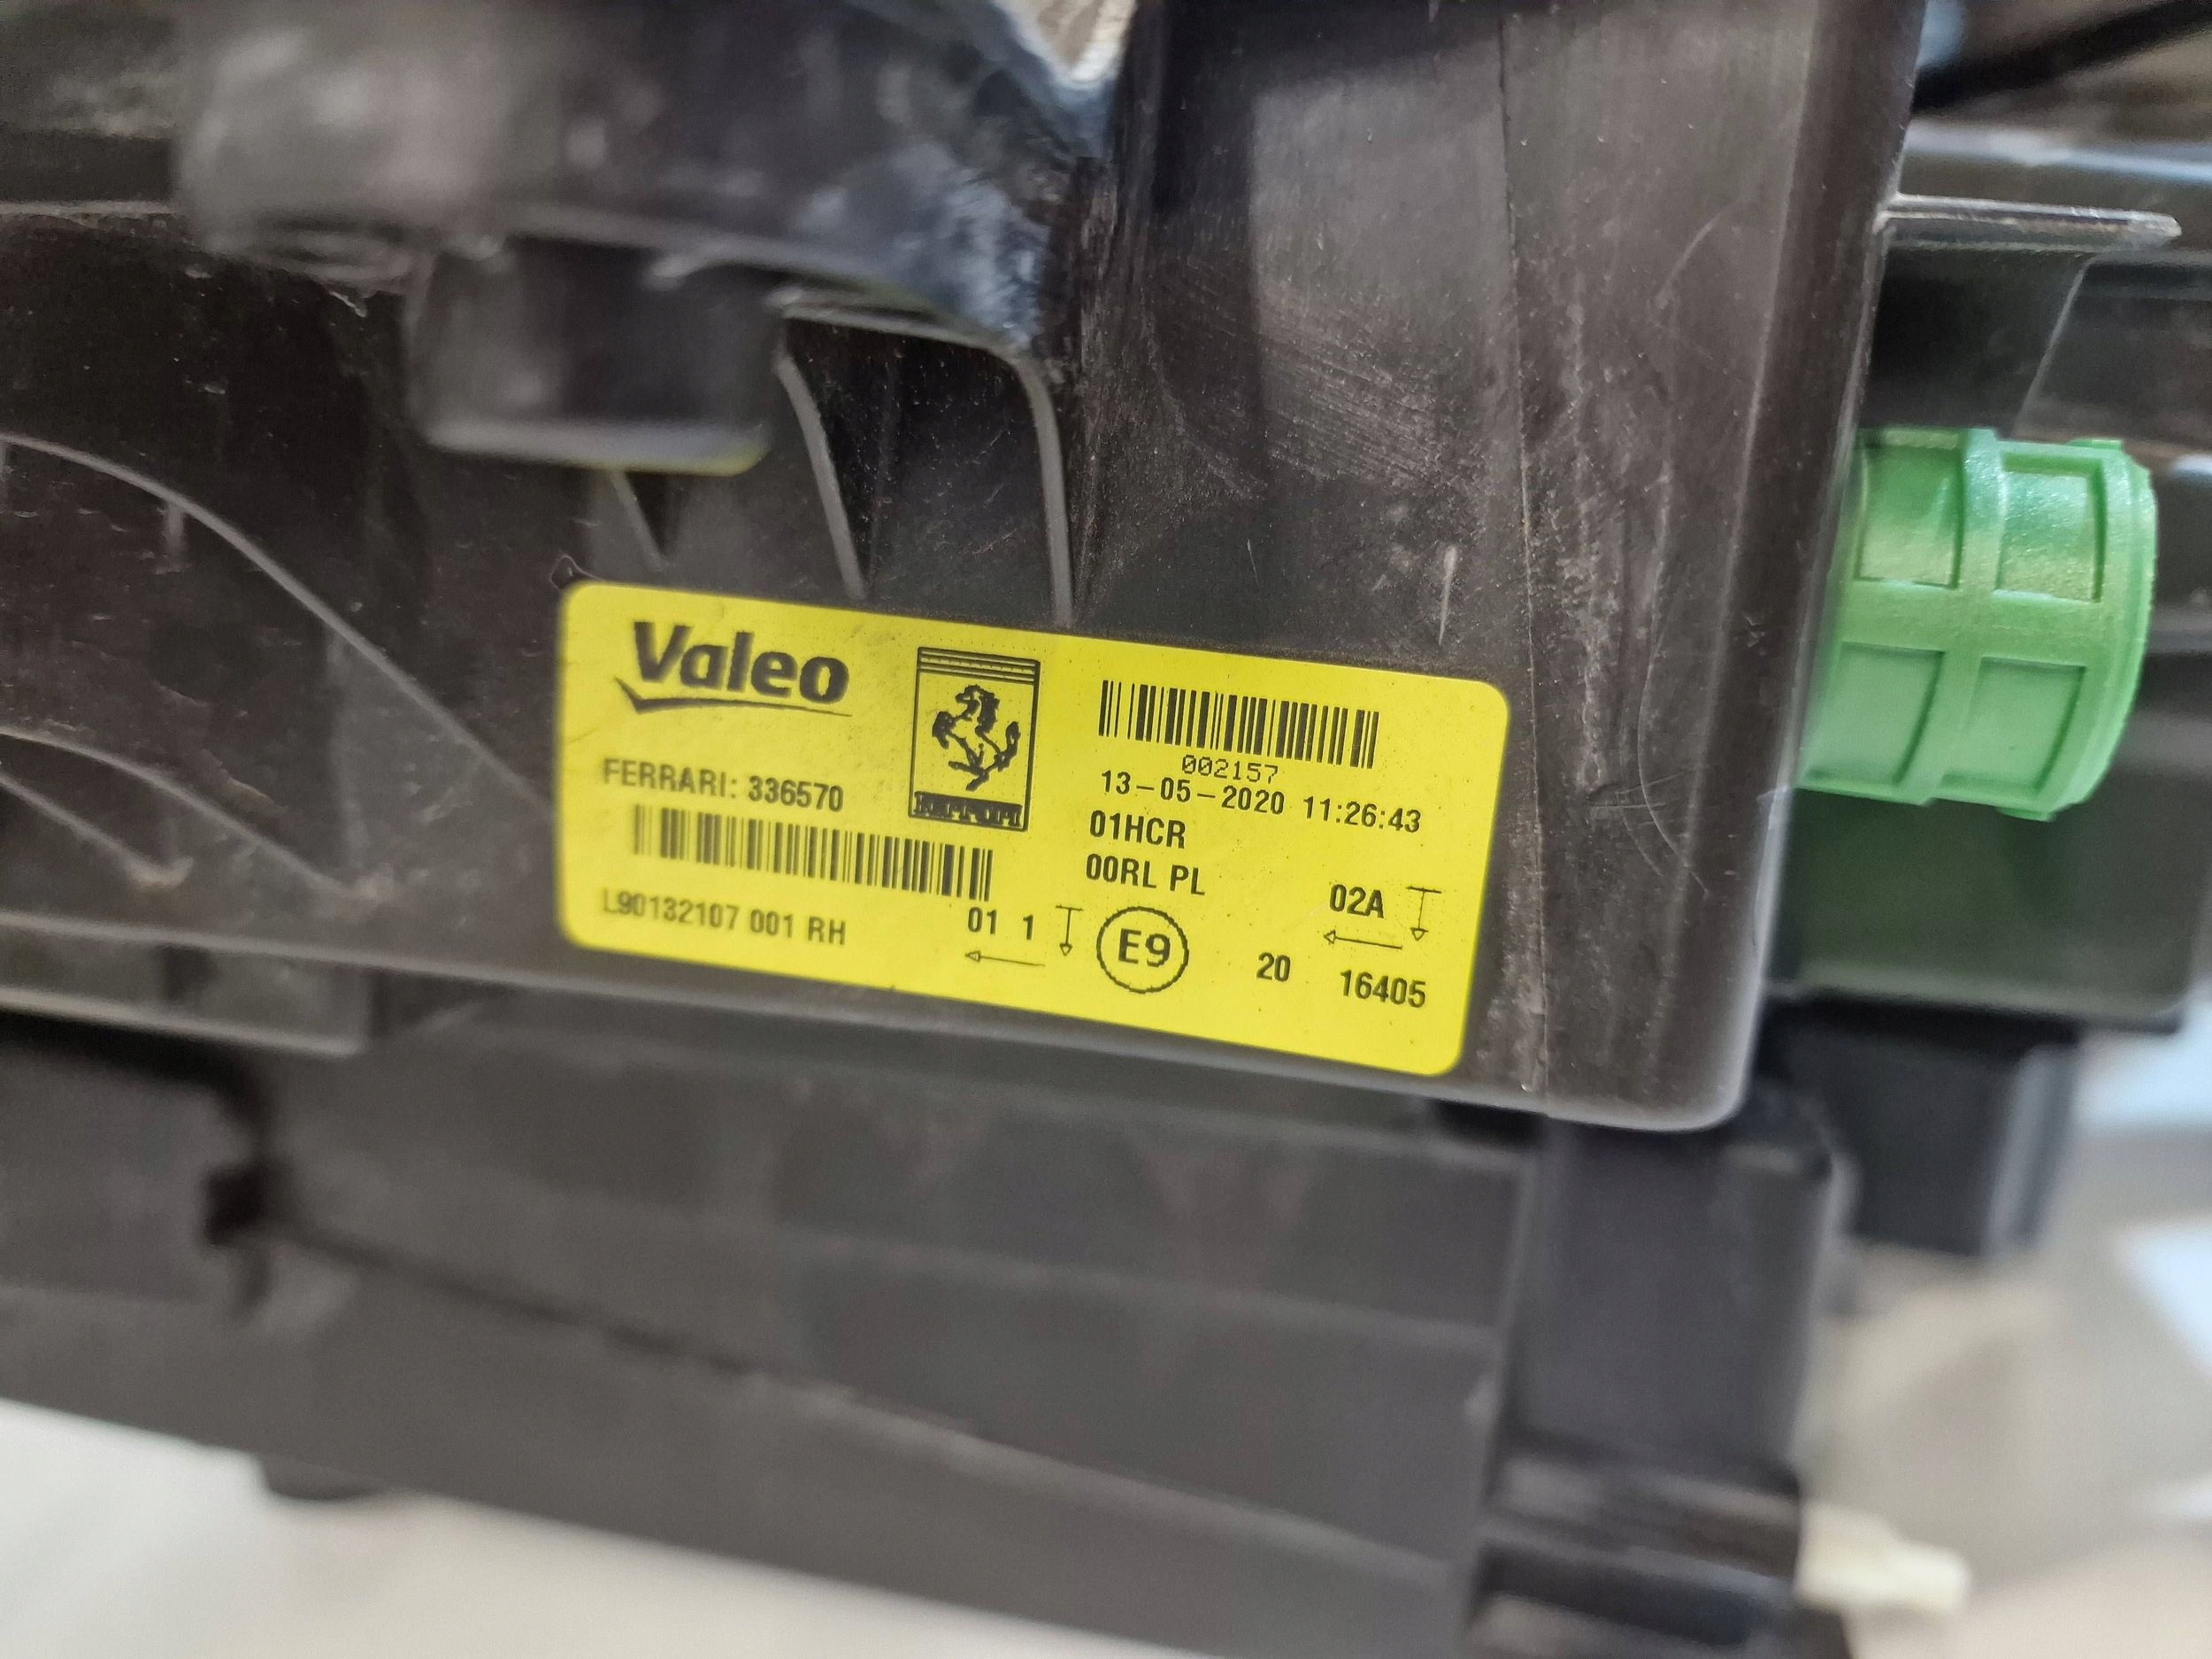 Valeo
FERRARI: 336570
L90132107 001 RH
Ferrari
002157
13-05-2020 11:26:43
01HCR
00RL PL
02A
01 1
E9
20 16405